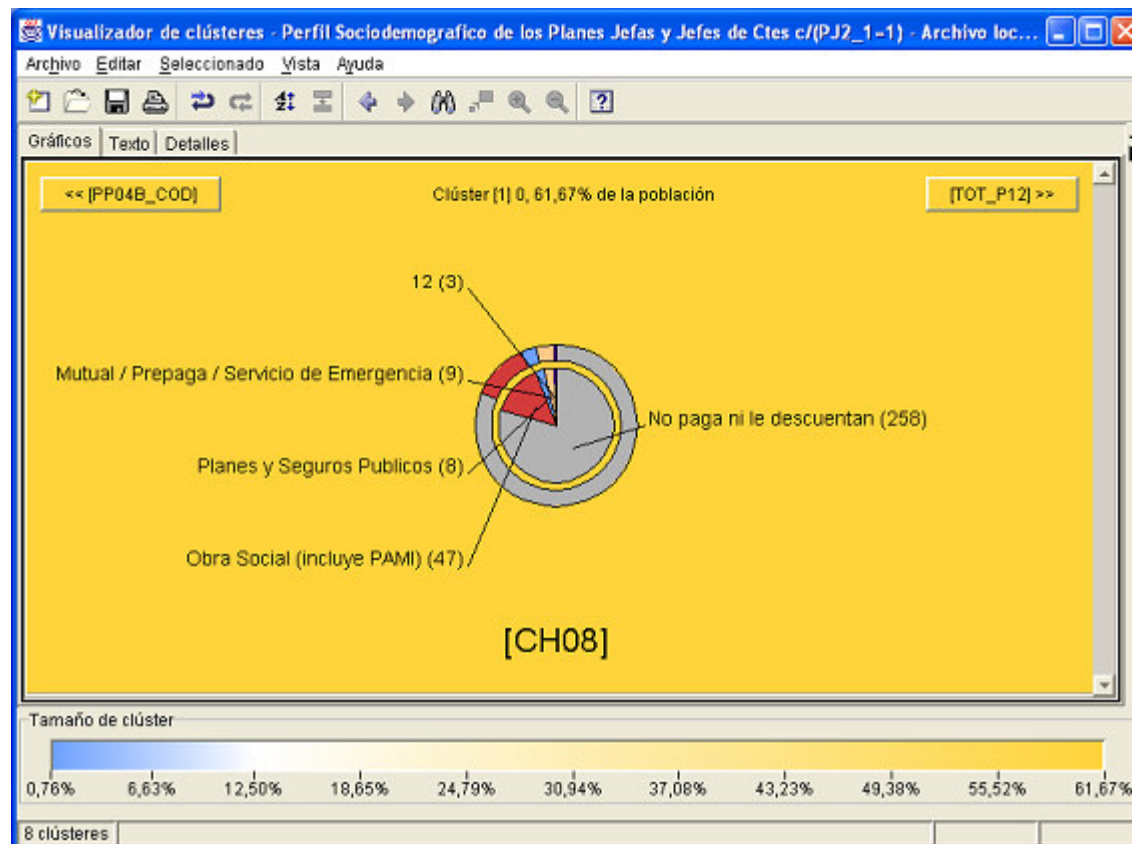 Visualizador de clústeres - Perfil Sociodemografico de los Planes Jefas y Jefes de Ctes c/(PJ2_1=1) - Archivo loc...
Archivo Editar Seleccionado Vista Ayuda
Gráficos Texto Detalles
<< [PP04B_COD] Clúster [1] 0, 61,67% de la población [TOT_P12] >>
12 (3)
Mutual / Prepaga / Servicio de Emergencia (9)
No paga ni le descuentan (258)
Planes y Seguros Publicos (8)
Obra Social (incluye PAMI) (47)
[CH08]
Tamaño de clúster
0,76% 6,63% 12,50% 18,65% 24,79% 30,94% 37,08% 43,23% 49,38% 55,52% 61,67%
8 clústeres